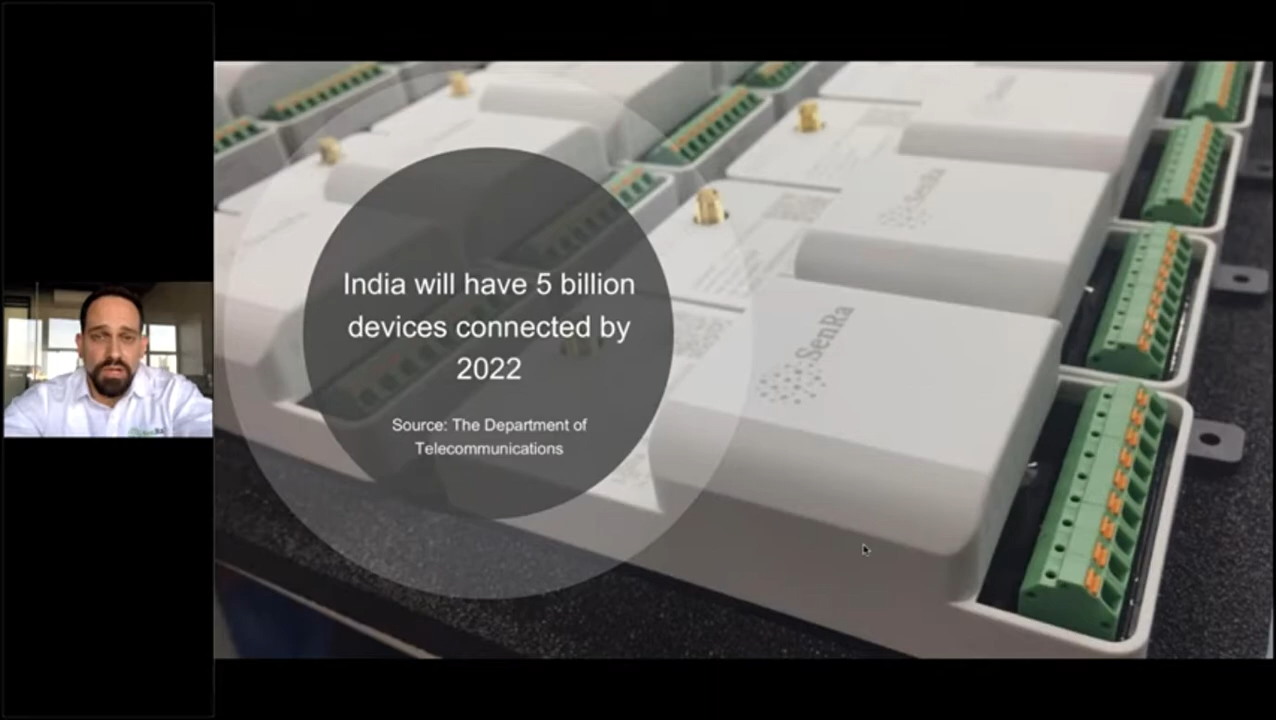 India will have 5 billion
devices connected by
2022
Source: The Department of
Telecommunications
SenRa
SenRa